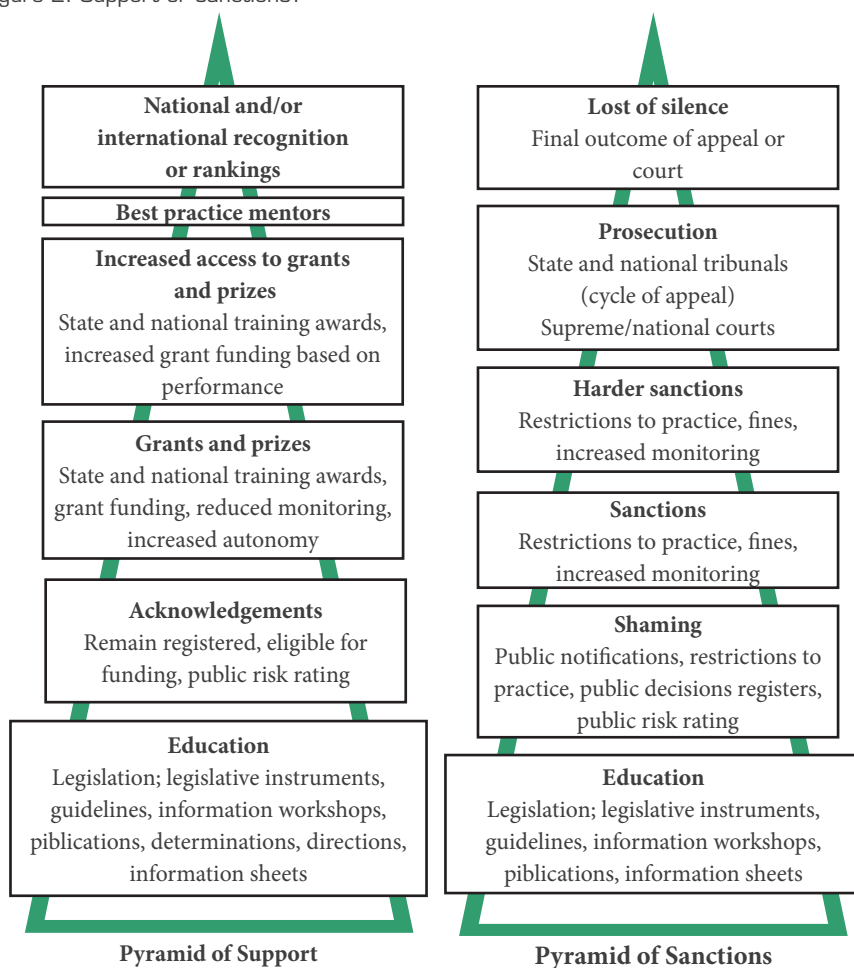 National and/or
international recognition
or rankings
Best practice mentors
Increased access to grants
and prizes
State and national training awards,
increased grant funding based on
performance
Grants and prizes
State and national training awards,
grant funding, reduced monitoring,
increased autonomy
Acknowledgements
Remain registered, eligible for
funding, public risk rating
Education
Legislation; legislative instruments,
guidelines, information workshops,
piblications, determinations, directions,
information sheets
Pyramid of Support
Lost of silence
Final outcome of appeal or
court
Prosecution
State and national tribunals
(cycle of appeal)
Supreme/national courts
Harder sanctions
Restrictions to practice, fines,
increased monitoring
Sanctions
Restrictions to practice, fines,
increased monitoring
Shaming
Public notifications, restrictions to
practice, public decisions registers,
public risk rating
Education
Legislation; legislative instruments,
guidelines, information workshops,
piblications, information sheets
Pyramid of Sanctions